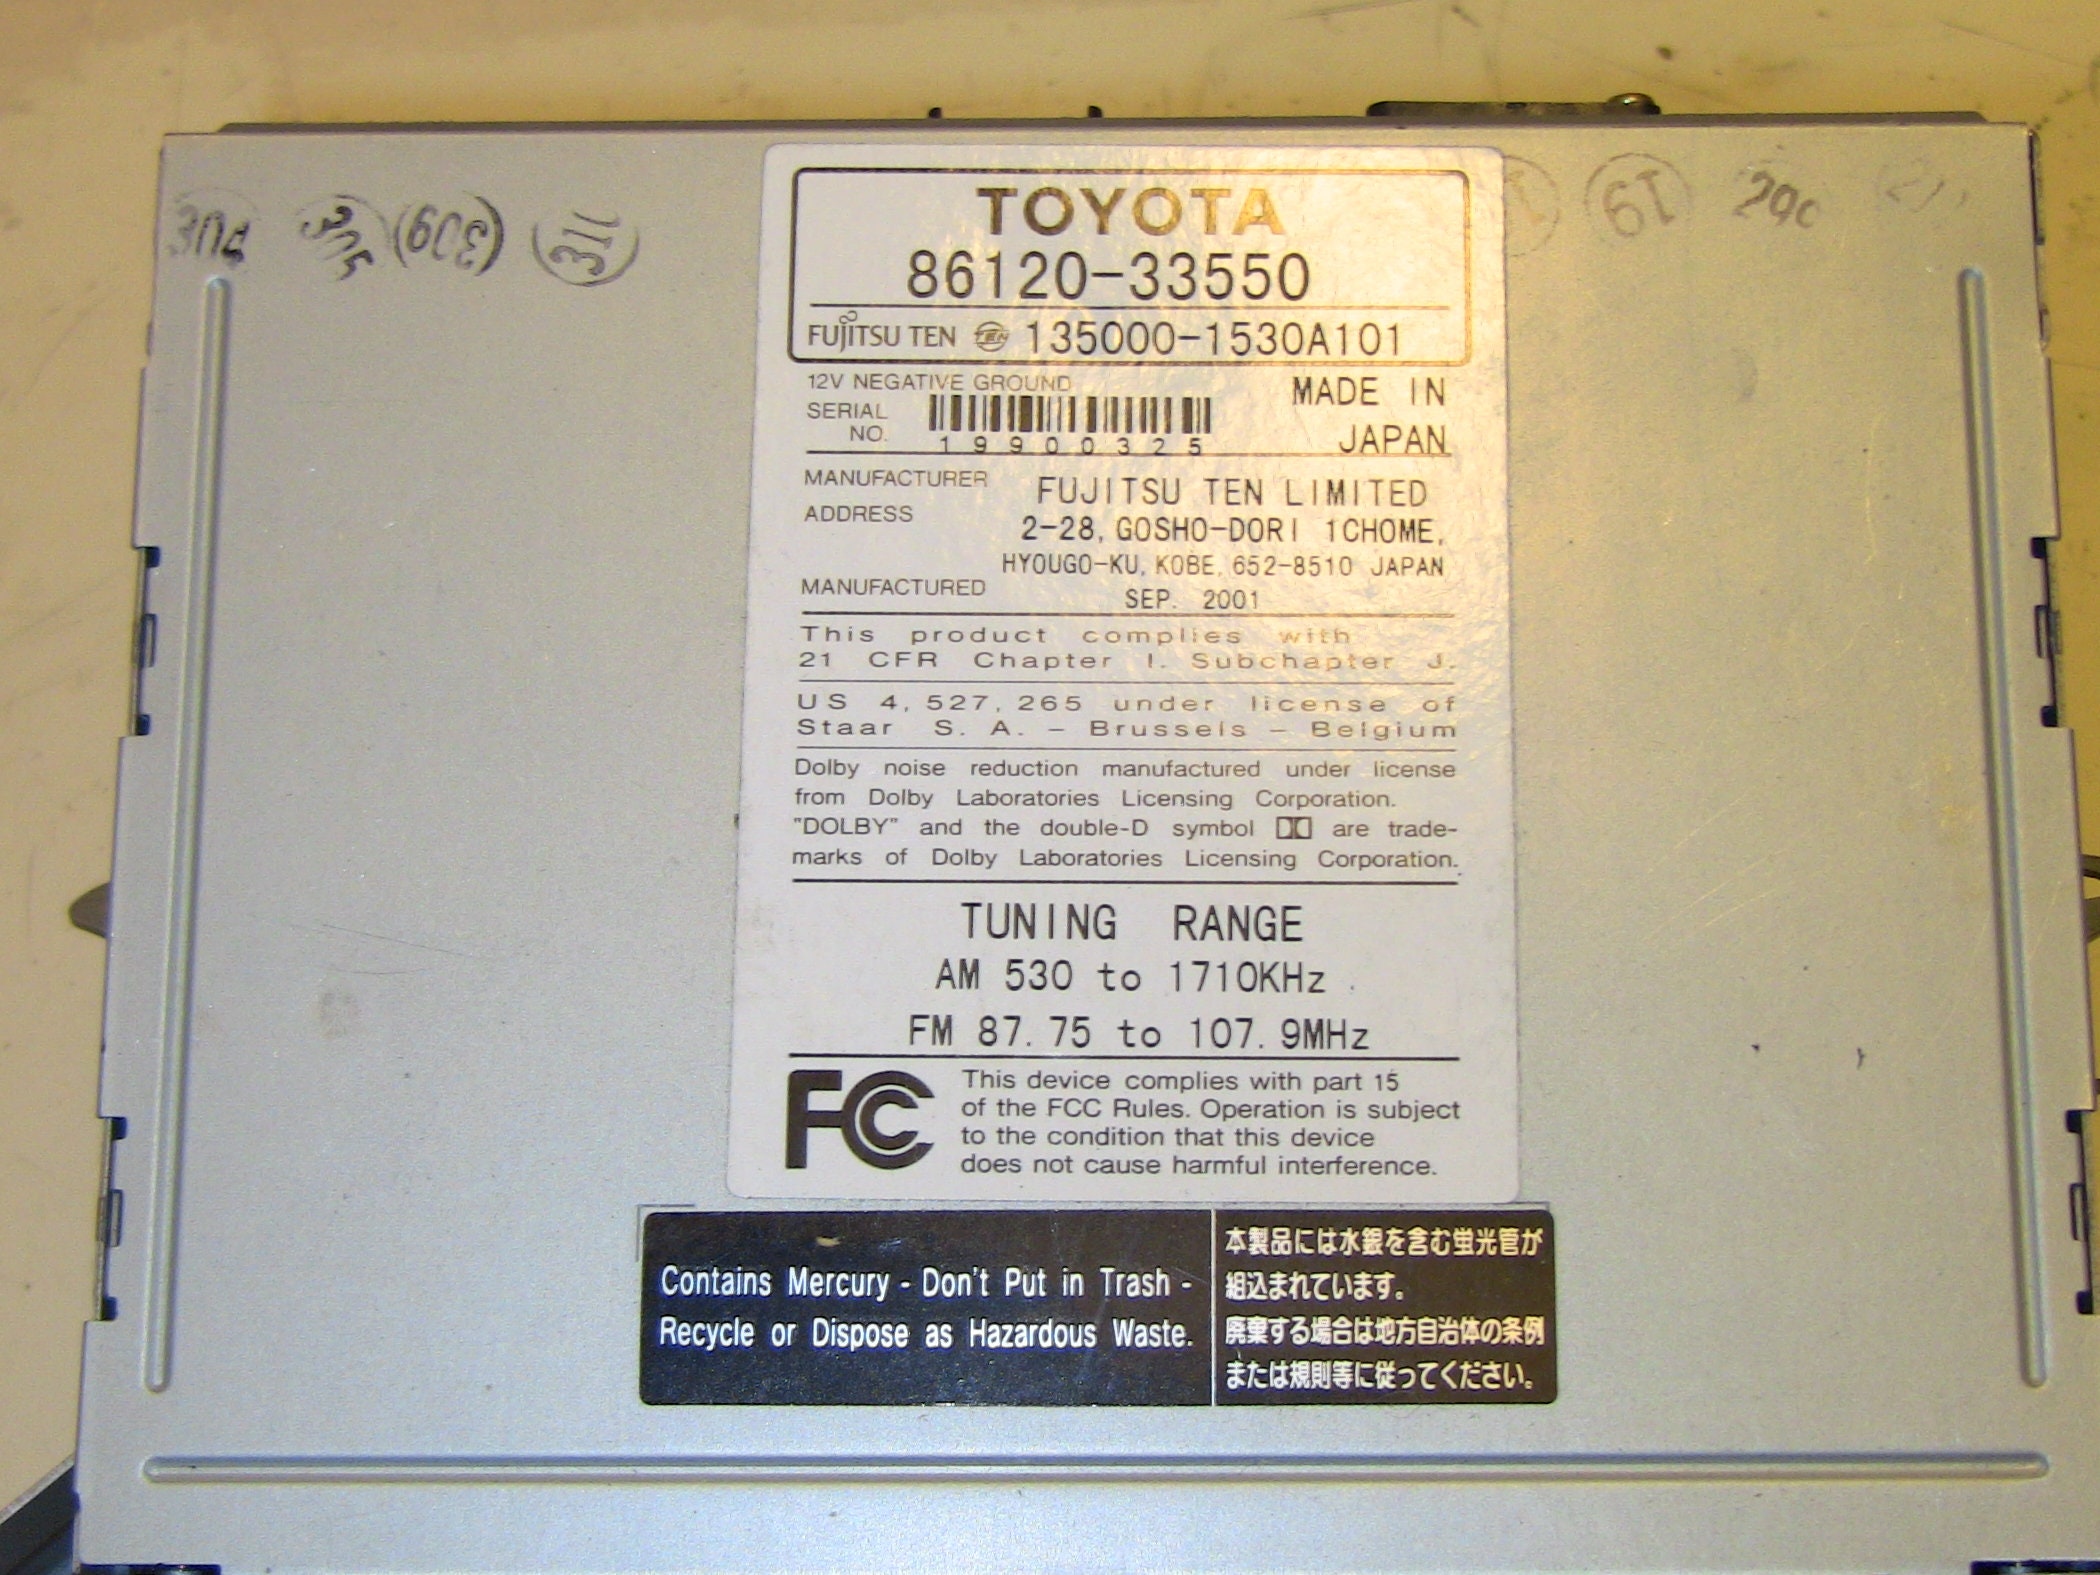 309
311
61
290
TOYOTA
86120-33550
FUJITSU TEN TEN 135000-1530A101
12V NEGATIVE GROUND
MADE IN
SERIAL
NO.
19900325
JAPAN
MANUFACTURER FUJITSU TEN LIMITED
ADDRESS 2-28, GOSHO-DORI 1CHOME,
HYOUGO-KU, KOBE, 652-8510 JAPAN
MANUFACTURED SEP. 2001
This product complies with
21 CFR Chapter I. Subchapter J.
US 4,527,265 under license of
Staar S. A. - Brussels - Belgium
Dolby noise reduction manufactured under license
from Dolby Laboratories Licensing Corporation.
"DOLBY" and the double-D symbol are trade-
marks of Dolby Laboratories Licensing Corporation.
TUNING RANGE
AM 530 to 1710KHz
FM 87.75 to 107.9MHz
FC This device complies with part 15
of the FCC Rules. Operation is subject
to the condition that this device
does not cause harmful interference.
Contains Mercury - Don't Put in Trash -
Recycle or Dispose as Hazardous Waste.
本製品には水銀を含む蛍光管が
組込まれています。
廃棄する場合は地方自治体の条例
または規則等に従ってください。